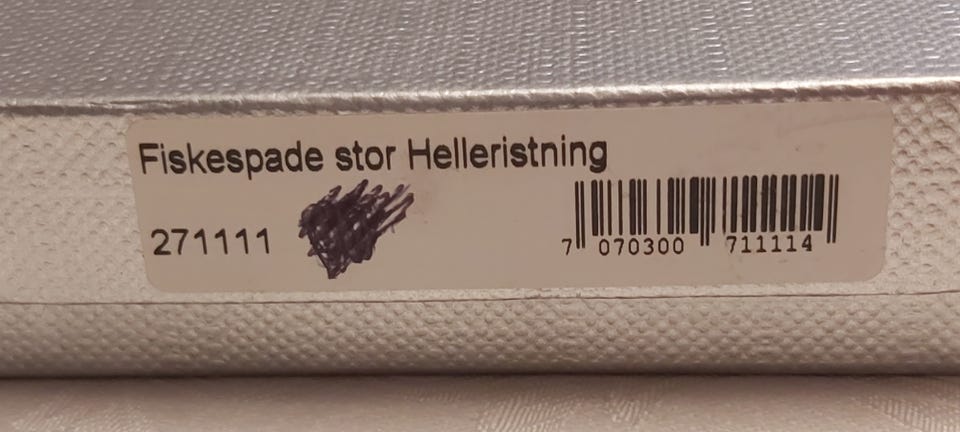 Fiskespade stor Helleristning
271111
7 070300 711114